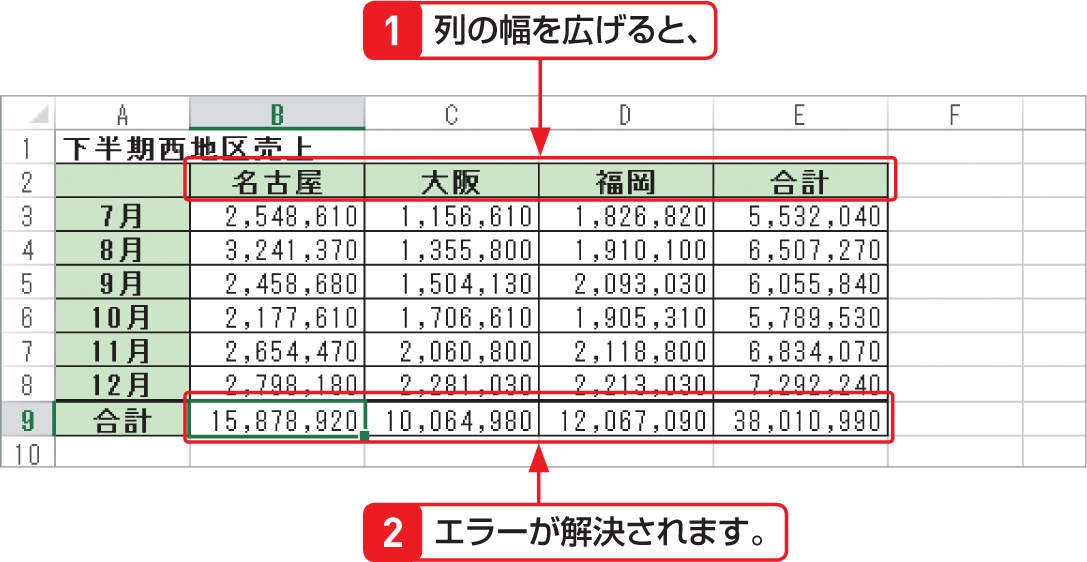 1 列の幅を広げると、
A B C D E F
1 下半期西地区売上
2 名古屋 大阪 福岡 合計
3 7月 2,548,610 1,156,610 1,826,820 5,532,040
4 8月 3,241,370 1,355,800 1,910,100 6,507,270
5 9月 2,458,680 1,504,130 2,093,030 6,055,840
6 10月 2,177,610 1,706,610 1,905,310 5,789,530
7 11月 2,654,470 2,060,800 2,118,800 6,834,070
8 12月 2,798,180 2,281,030 2,213,030 7,292,240
9 合計 15,878,920 10,064,980 12,067,090 38,010,990
10
2 エラーが解決されます。